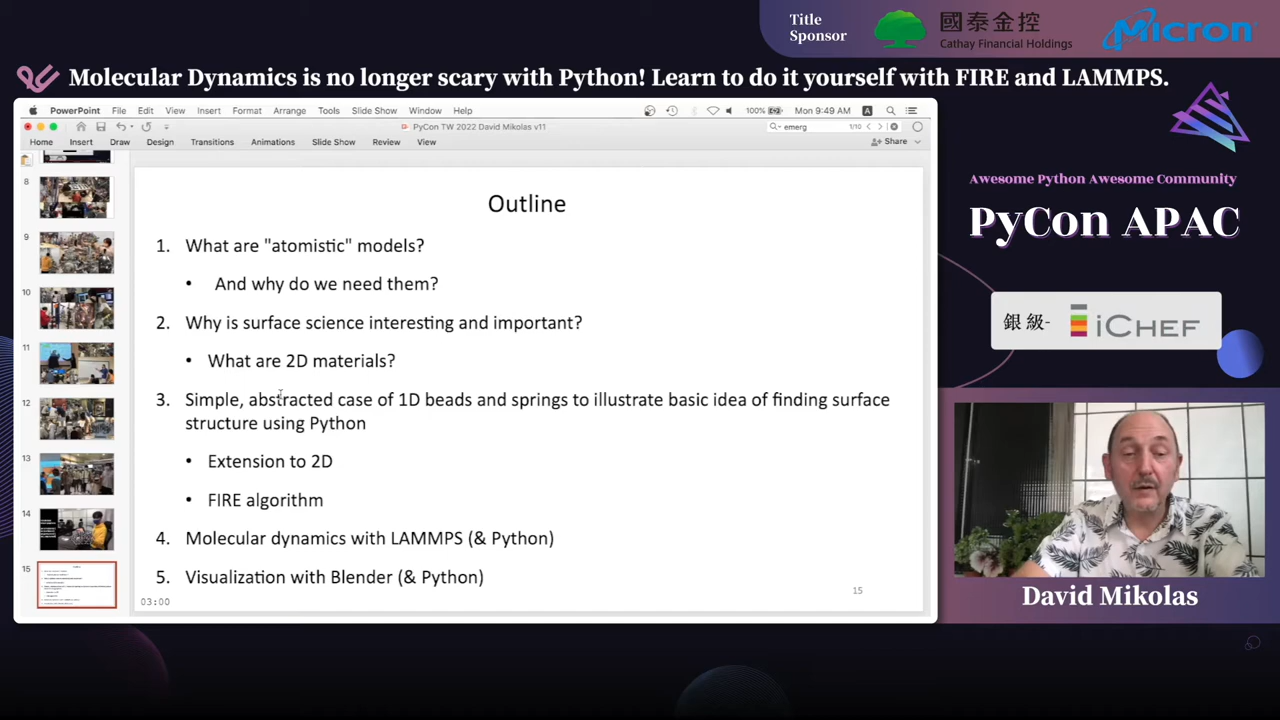 Title
Sponsor
國泰金控
Cathay Financial Holdings
Micron
Molecular Dynamics is no longer scary with Python! Learn to do it yourself with FIRE and LAMMPS.
PowerPoint File Edit View Insert Format Arrange Tools Slide Show Window Help
100% Mon 9:49 AM A
PyCon TW 2022 David Mikolas v11
emerg
1/10
Home Insert Draw Design Transitions Animations Slide Show Review View
Share
8
9
10
11
12
13
14
15
Outline
1. What are "atomistic" models?
• And why do we need them?
2. Why is surface science interesting and important?
• What are 2D materials?
3. Simple, abstracted case of 1D beads and springs to illustrate basic idea of finding surface
structure using Python
• Extension to 2D
• FIRE algorithm
4. Molecular dynamics with LAMMPS (& Python)
5. Visualization with Blender (& Python)
03:00
15
Awesome Python Awesome Community
PyCon APAC
銀級-
iCHEF
David Mikolas